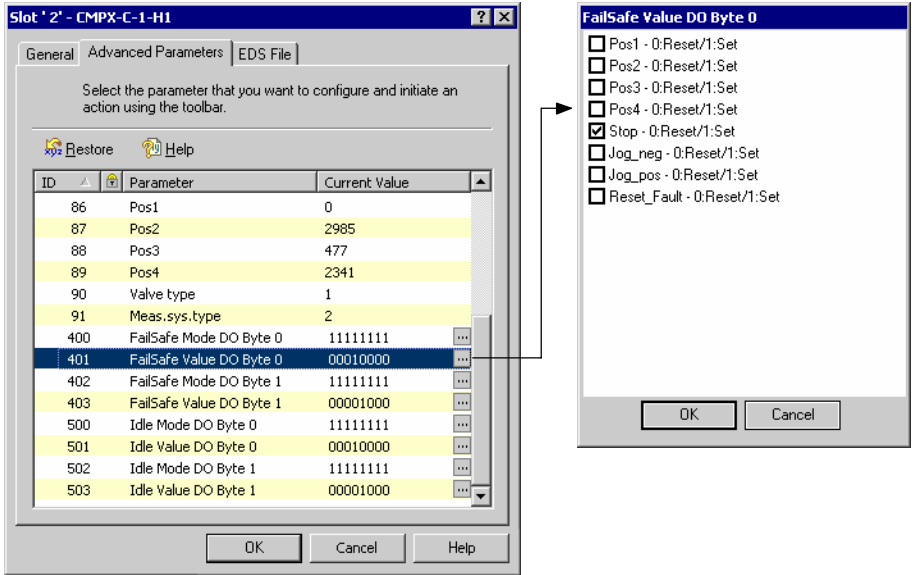 Slot ' 2' - CMPX-C-1-H1
General Advanced Parameters EDS File
Select the parameter that you want to configure and initiate an
action using the toolbar.
Restore Help
ID Parameter Current Value
86 Pos1 0
87 Pos2 2985
88 Pos3 477
89 Pos4 2341
90 Valve type 1
91 Meas.sys.type 2
400 FailSafe Mode DO Byte 0 11111111 ...
401 FailSafe Value DO Byte 0 00010000 ...
402 FailSafe Mode DO Byte 1 11111111 ...
403 FailSafe Value DO Byte 1 00001000 ...
500 Idle Mode DO Byte 0 11111111 ...
501 Idle Value DO Byte 0 00010000 ...
502 Idle Mode DO Byte 1 11111111 ...
503 Idle Value DO Byte 1 00001000 ...
OK Cancel Help
FailSafe Value DO Byte 0
Pos1 - 0:Reset/1:Set
Pos2 - 0:Reset/1:Set
Pos3 - 0:Reset/1:Set
Pos4 - 0:Reset/1:Set
Stop - 0:Reset/1:Set
Jog_neg - 0:Reset/1:Set
Jog_pos - 0:Reset/1:Set
Reset_Fault - 0:Reset/1:Set
OK Cancel